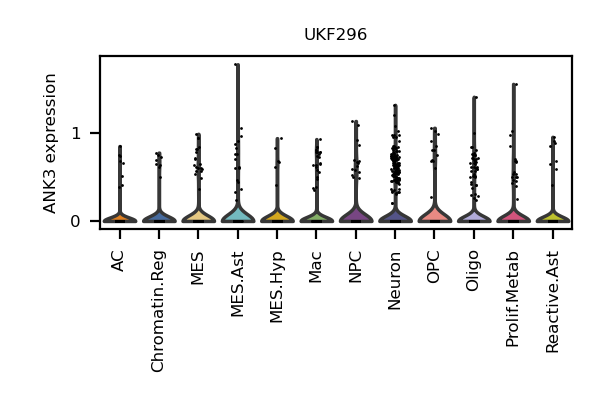 UKF296
ANK3 expression
1
0
AC
Chromatin.Reg
MES
MES.Ast
MES.Hyp
Mac
NPC
Neuron
OPC
Oligo
Prolif.Metab
Reactive.Ast